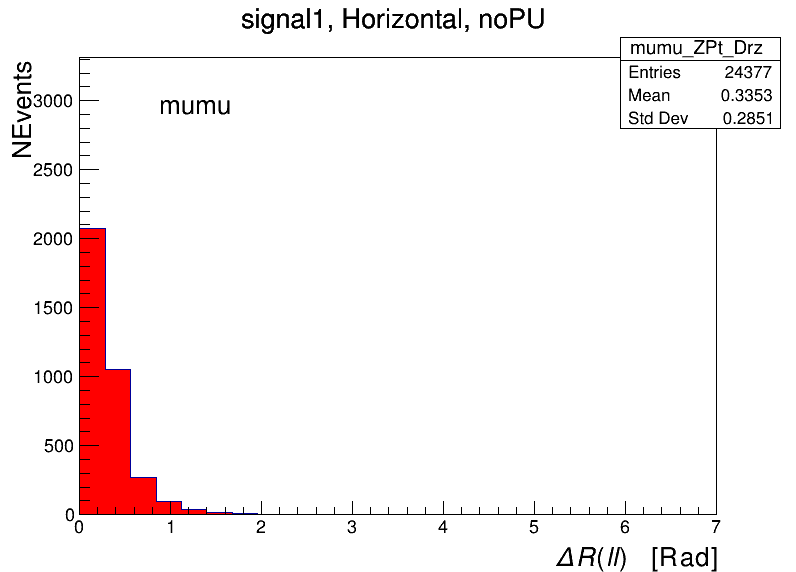 signal1, Horizontal, noPU
mumu_ZPt_Drz
Entries 24377
Mean 0.3353
Std Dev 0.2851
NEvents
mumu
3000
2500
2000
1500
1000
500
0
0 1 2 3 4 5 6 7
ΔR(ll) [Rad]